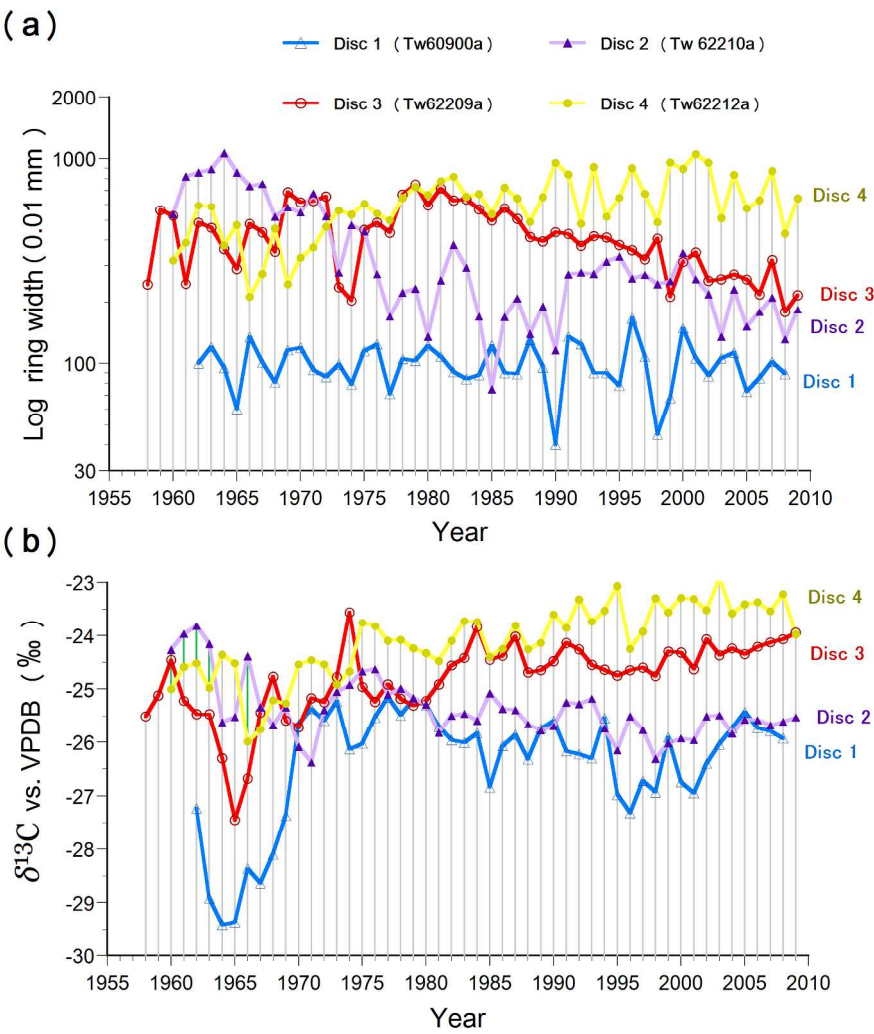 (a)
Disc 1 (Tw60900a)
Disc 2 (Tw 62210a)
Disc 3 (Tw62209a)
Disc 4 (Tw62212a)
2000
1000
100
30
Log ring width (0.01 mm)
Disc 4
Disc 3
Disc 2
Disc 1
1955 1960 1965 1970 1975 1980 1985 1990 1995 2000 2005 2010
Year
(b)
-23
-24
-25
-26
-27
-28
-29
-30
δ¹³C vs. VPDB (‰)
Disc 4
Disc 3
Disc 2
Disc 1
1955 1960 1965 1970 1975 1980 1985 1990 1995 2000 2005 2010
Year